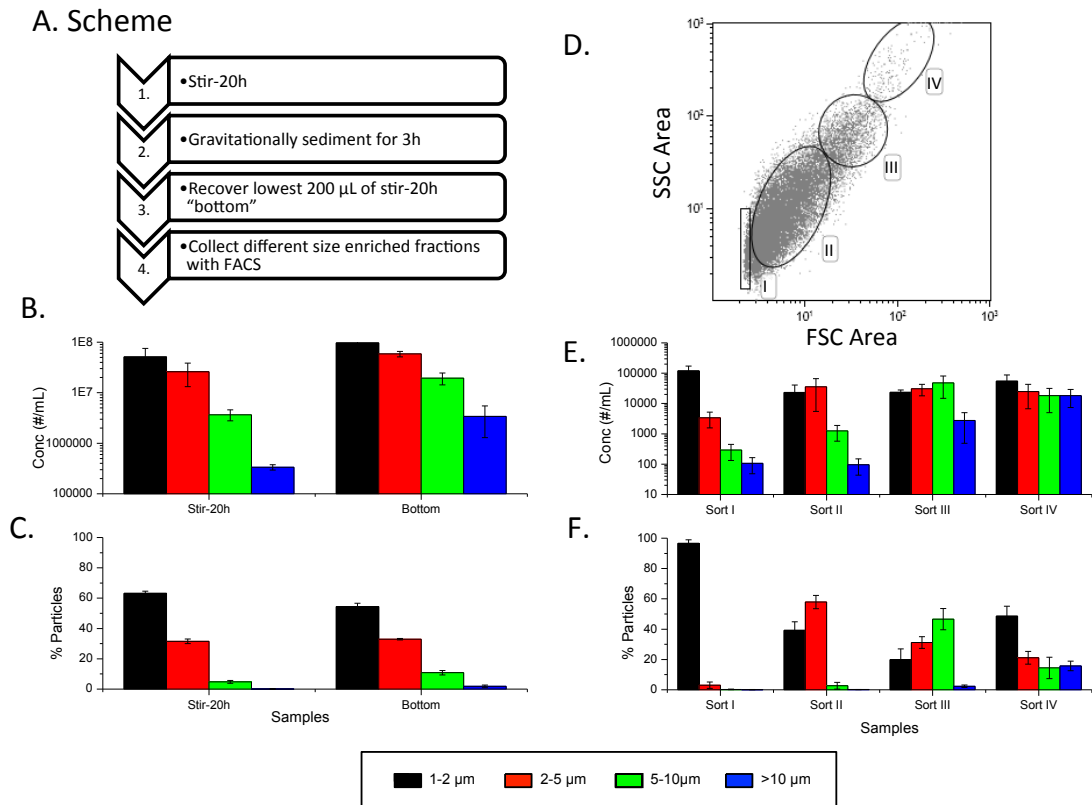 A. Scheme
1.
•Stir-20h
2.
•Gravitationally sediment for 3h
3.
•Recover lowest 200 µL of stir-20h
"bottom"
4.
•Collect different size enriched fractions
with FACS
B.
1E8
1E7
1000000
100000
Conc (#/mL)
Stir-20h
Bottom
C.
100
80
60
40
20
0
% Particles
Stir-20h
Bottom
Samples
D.
10³
10²
10¹
SSC Area
I
II
III
IV
10¹
10²
10³
FSC Area
E.
1000000
100000
10000
1000
100
10
Conc (#/mL)
Sort I
Sort II
Sort III
Sort IV
F.
100
80
60
40
20
0
% Particles
Sort I
Sort II
Sort III
Sort IV
Samples
1-2 µm
2-5 µm
5-10µm
>10 µm